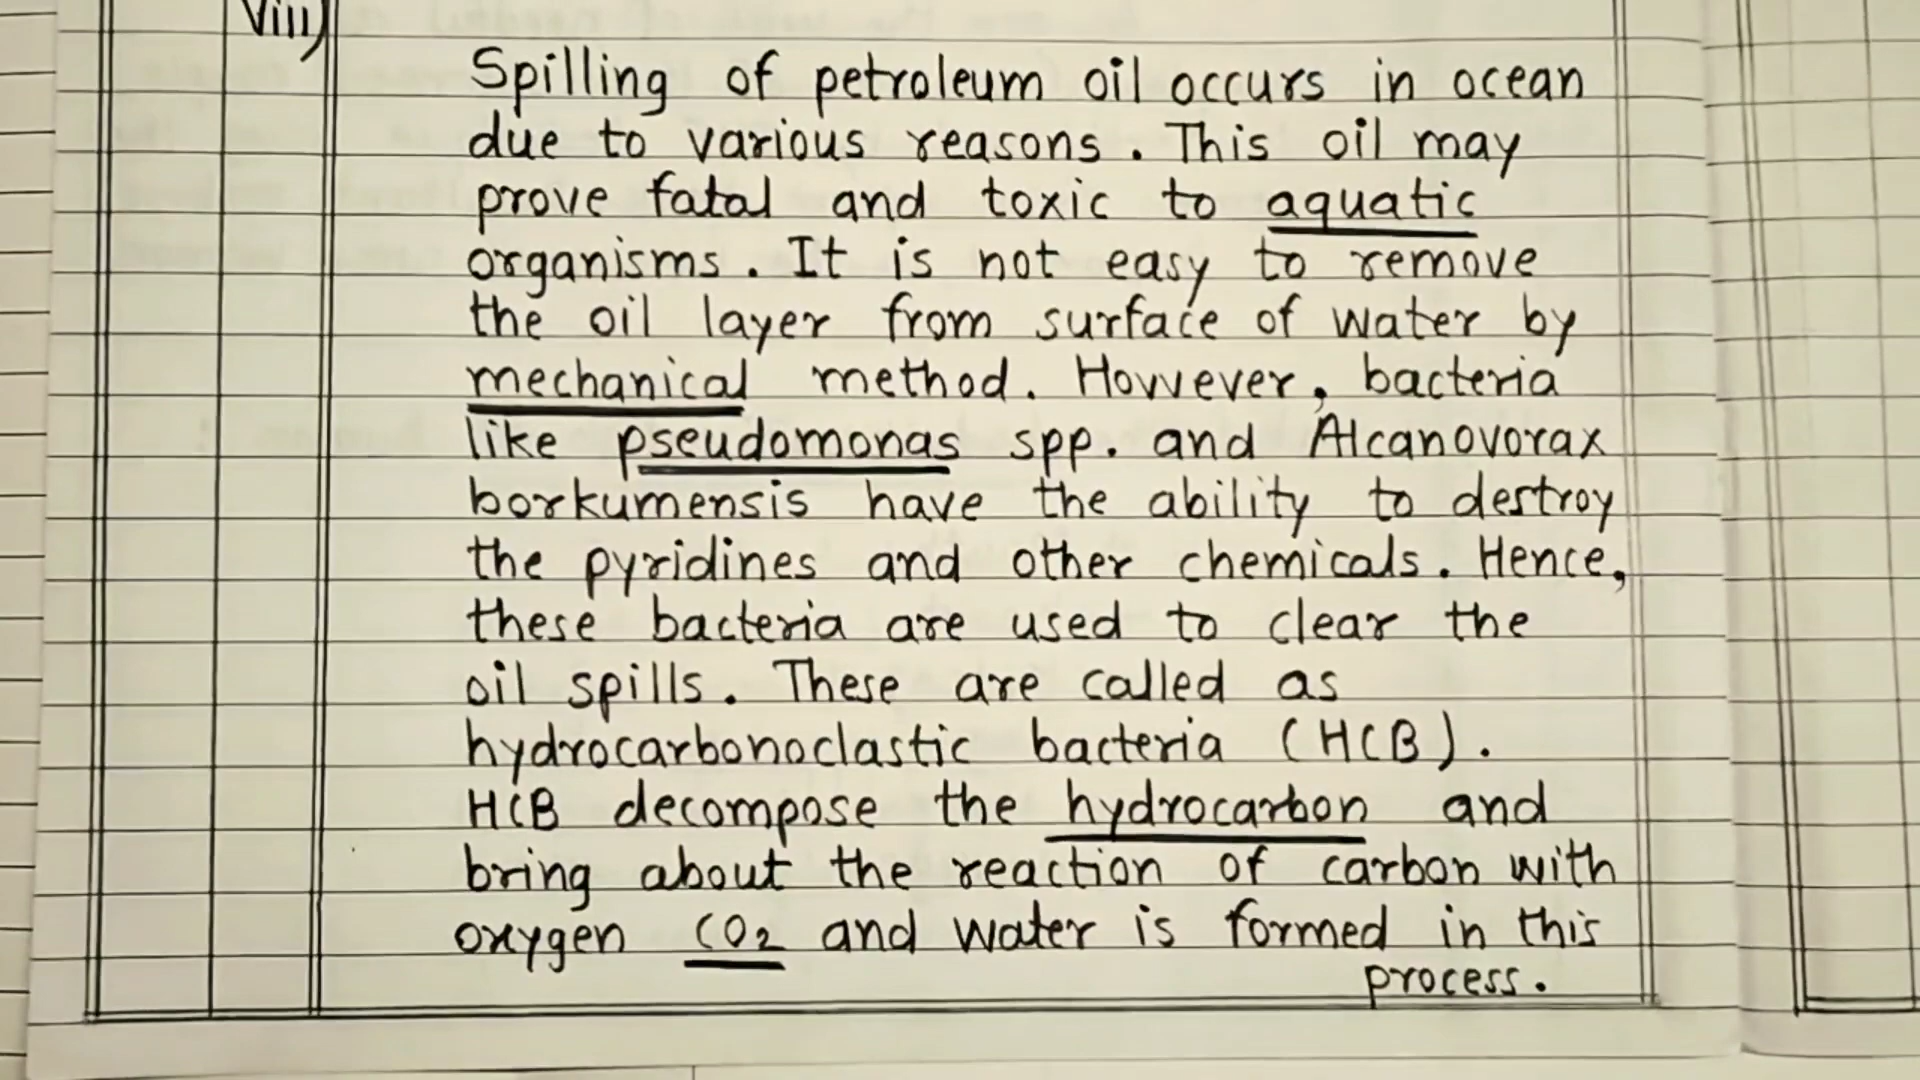 viii)
Spilling of petroleum oil occurs in ocean
due to various reasons. This oil may
prove fatal and toxic to aquatic
organisms. It is not easy to remove
the oil layer from surface of water by
mechanical method. However, bacteria
like pseudomonas spp. and Alcanovorax
borkumensis have the ability to destroy
the pyridines and other chemicals. Hence,
these bacteria are used to clear the
oil spills. These are called as
hydrocarbonoclastic bacteria (HCB).
HCB decompose the hydrocarbon and
bring about the reaction of carbon with
oxygen CO2 and water is formed in this
process.